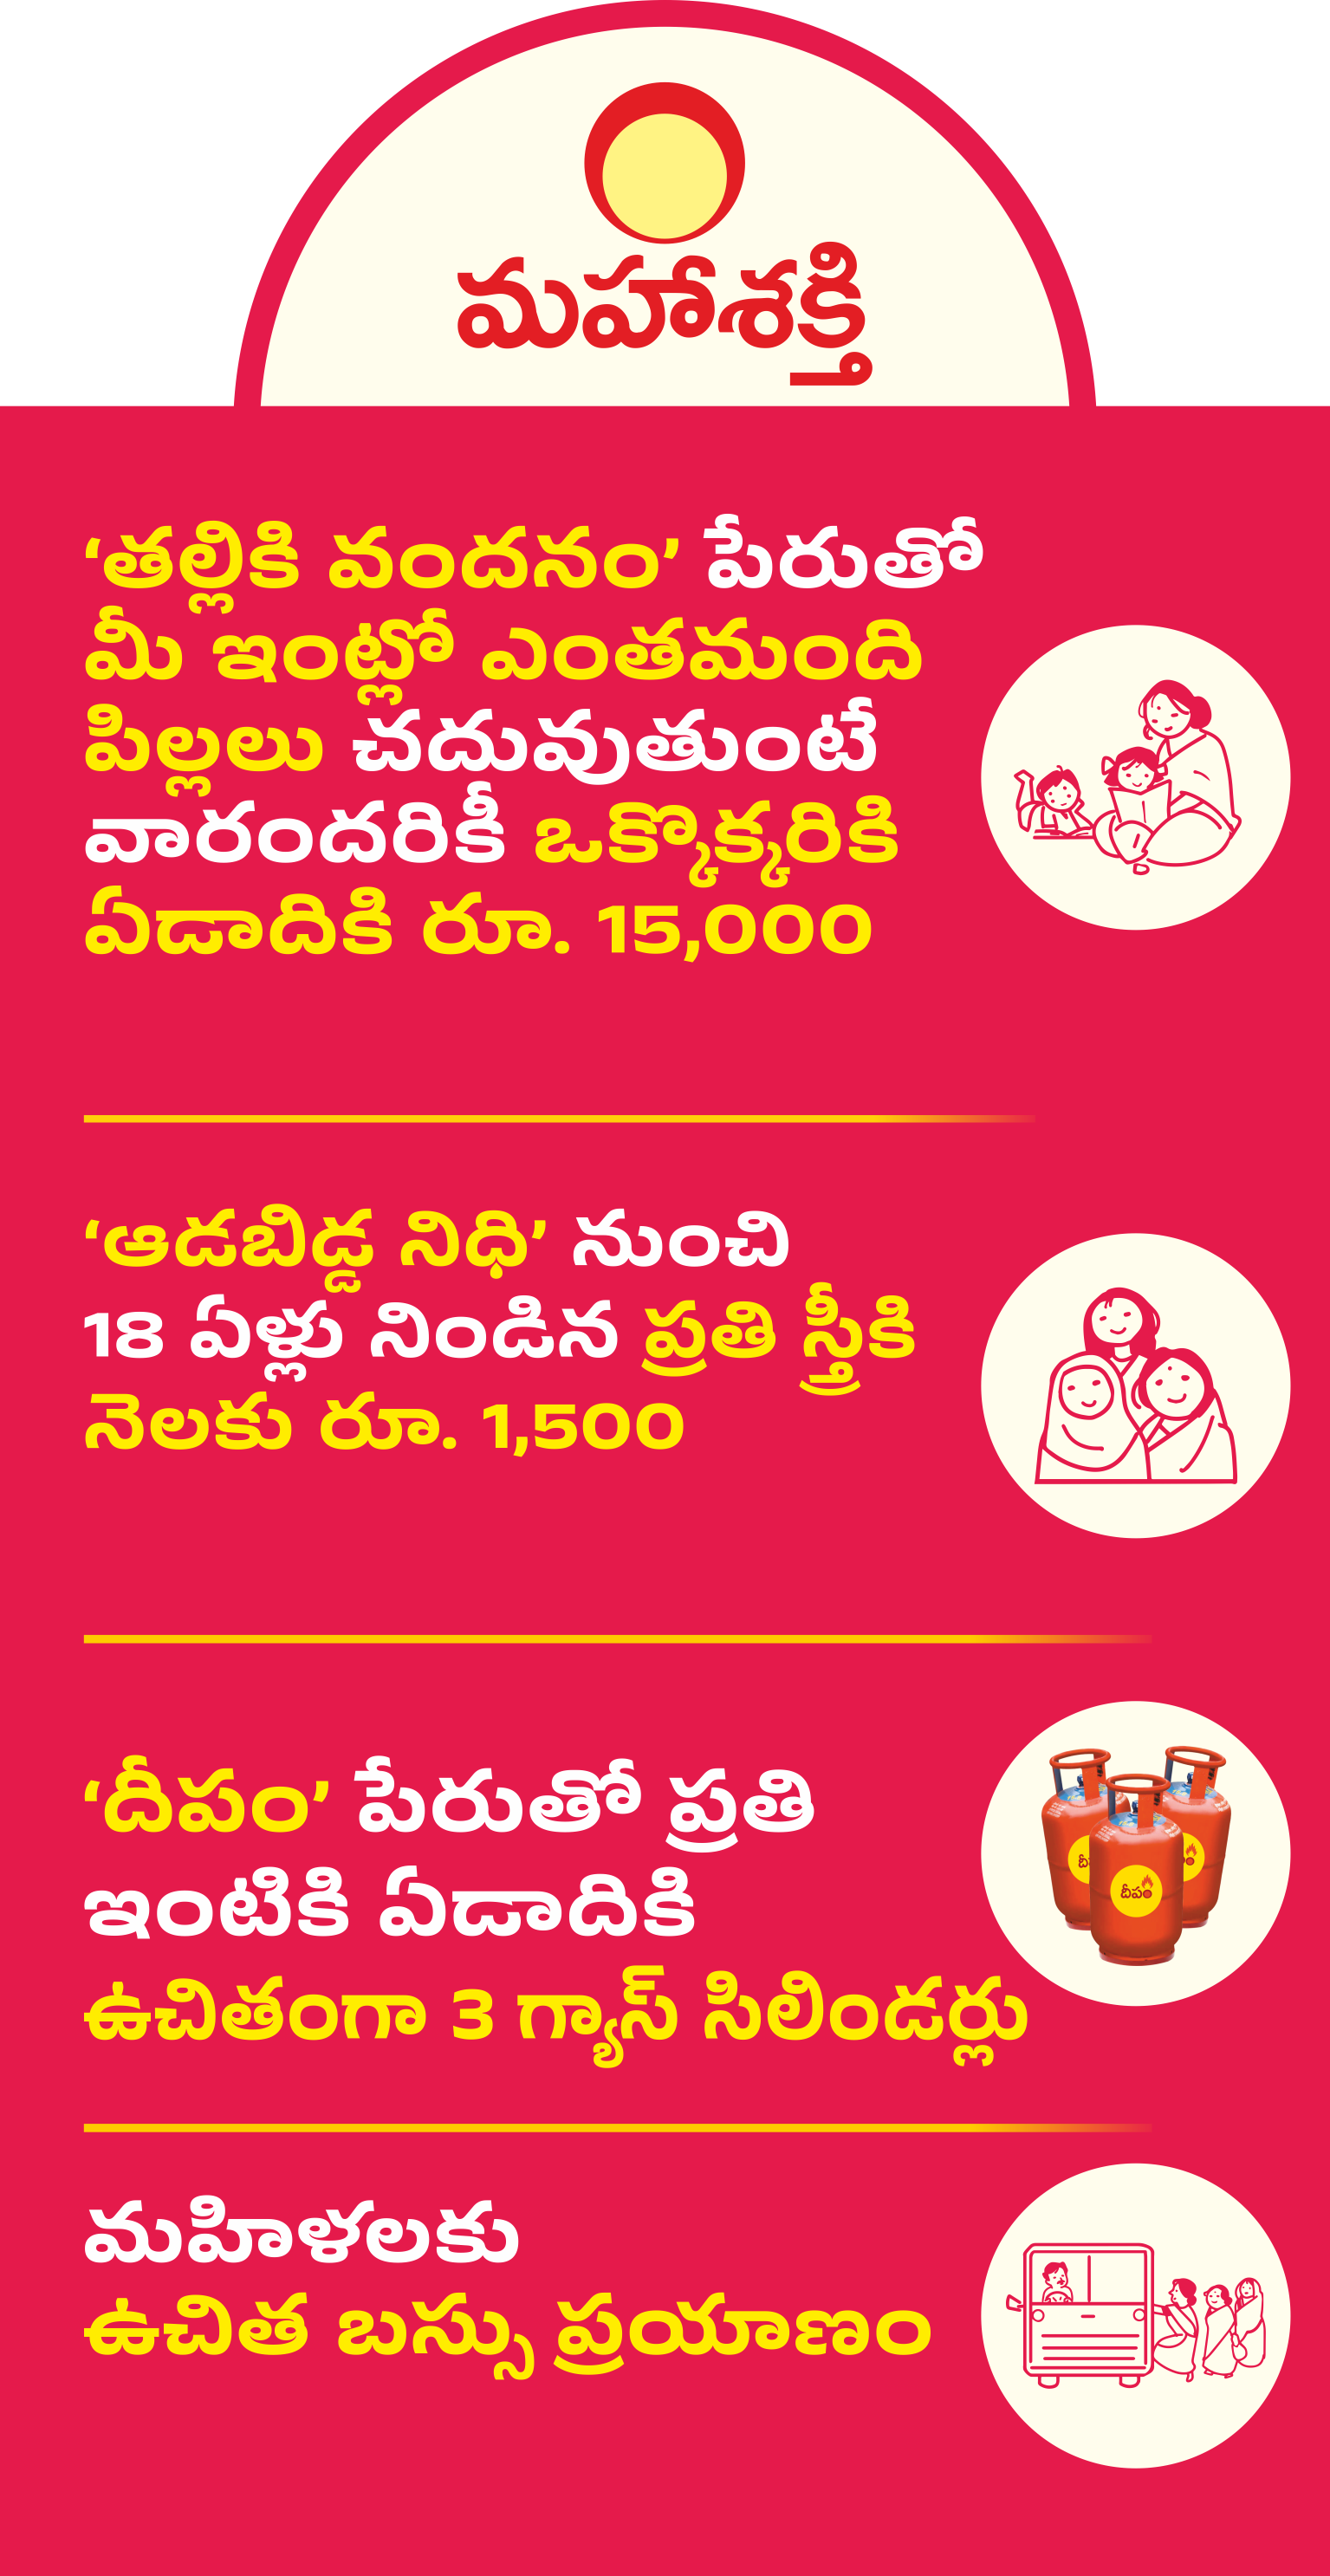 మహాశక్తి
‘తల్లికి వందనం’ పేరుతో
మీ ఇంట్లో ఎంతమంది
పిల్లలు చదువుతుంటే
వారందరికీ ఒక్కొక్కరికి
ఏడాదికి రూ. 15,000
‘ఆడబిడ్డ నిధి’ నుంచి
18 ఏళ్లు నిండిన ప్రతి స్త్రీకి
నెలకు రూ. 1,500
‘దీపం’ పేరుతో ప్రతి
ఇంటికి ఏడాదికి
ఉచితంగా 3 గ్యాస్ సిలిండర్లు
దీపం
మహిళలకు
ఉచిత బస్సు ప్రయాణం